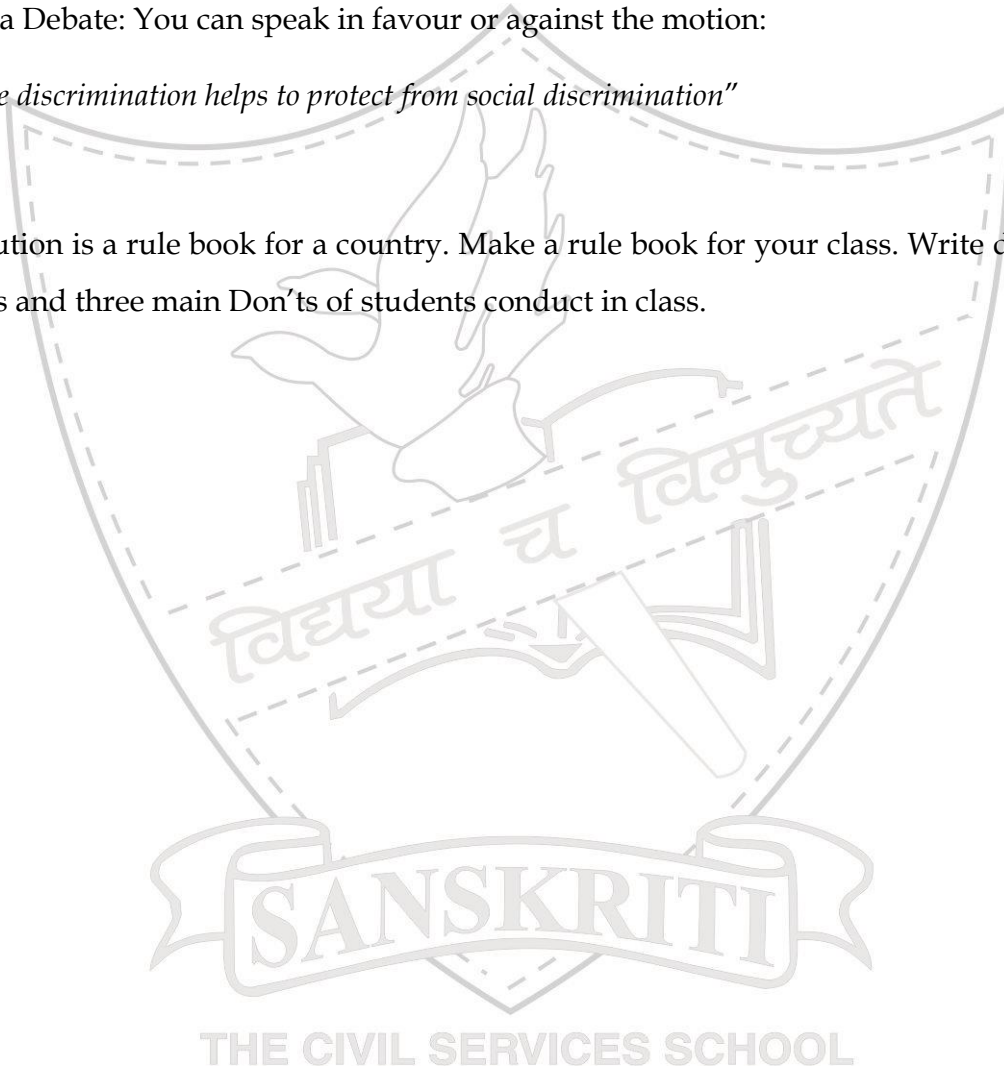 a Debate: You can speak in favour or against the motion:
e discrimination helps to protect from social discrimination”
ution is a rule book for a country. Make a rule book for your class. Write d
s and three main Don’ts of students conduct in class.
विद्यया च विमुच्यते
SANSKRITI
THE CIVIL SERVICES SCHOOL